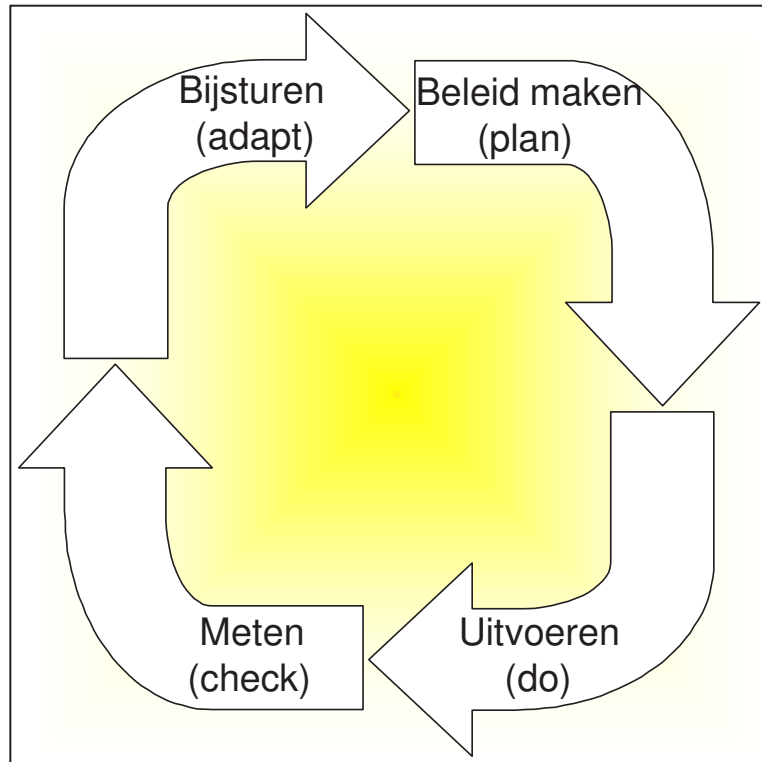 Bijsturen
(adapt)
Beleid maken
(plan)
Meten
(check)
Uitvoeren
(do)